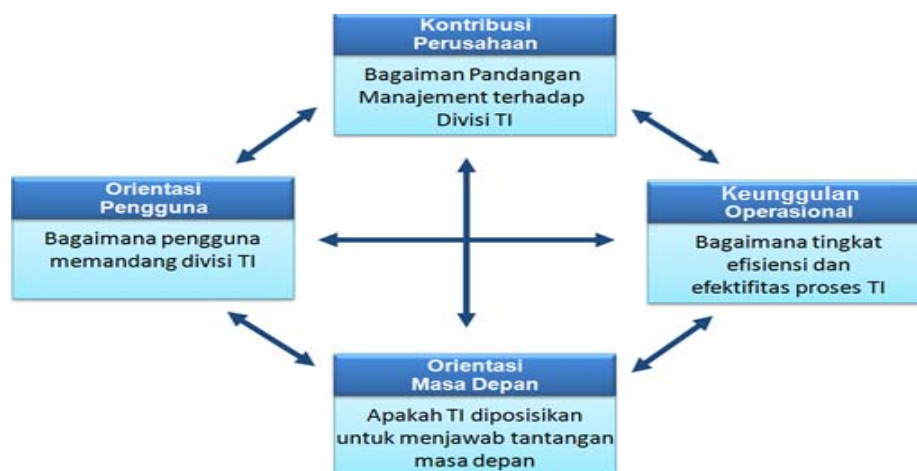 Kontribusi
Perusahaan
Bagaiman Pandangan
Manajement terhadap
Divisi TI
Orientasi
Pengguna
Bagaimana pengguna
memandang divisi TI
Keunggulan
Operasional
Bagaimana tingkat
efisiensi dan
efektifitas proses TI
Orientasi
Masa Depan
Apakah TI diposisikan
untuk menjawab tantangan
masa depan